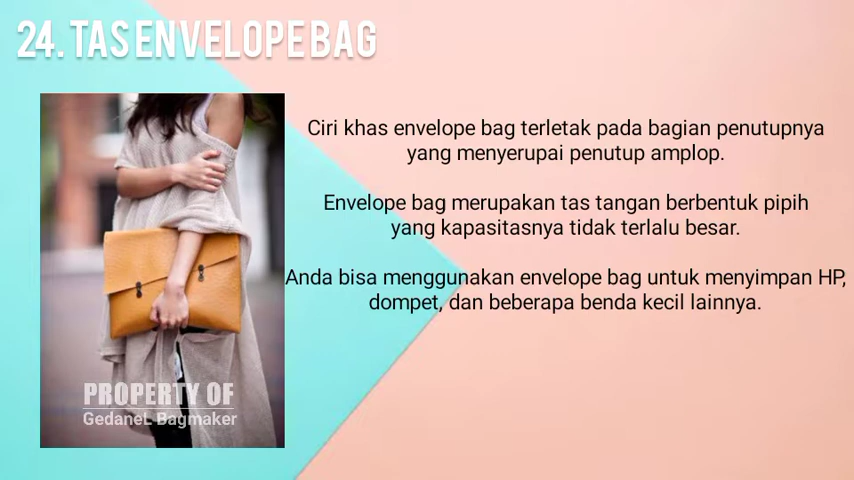 24. TAS ENVELOPE BAG
Ciri khas envelope bag terletak pada bagian penutupnya
yang menyerupai penutup amplop.
Envelope bag merupakan tas tangan berbentuk pipih
yang kapasitasnya tidak terlalu besar.
Anda bisa menggunakan envelope bag untuk menyimpan HP,
dompet, dan beberapa benda kecil lainnya.
PROPERTY OF
GedaneL Bagmaker